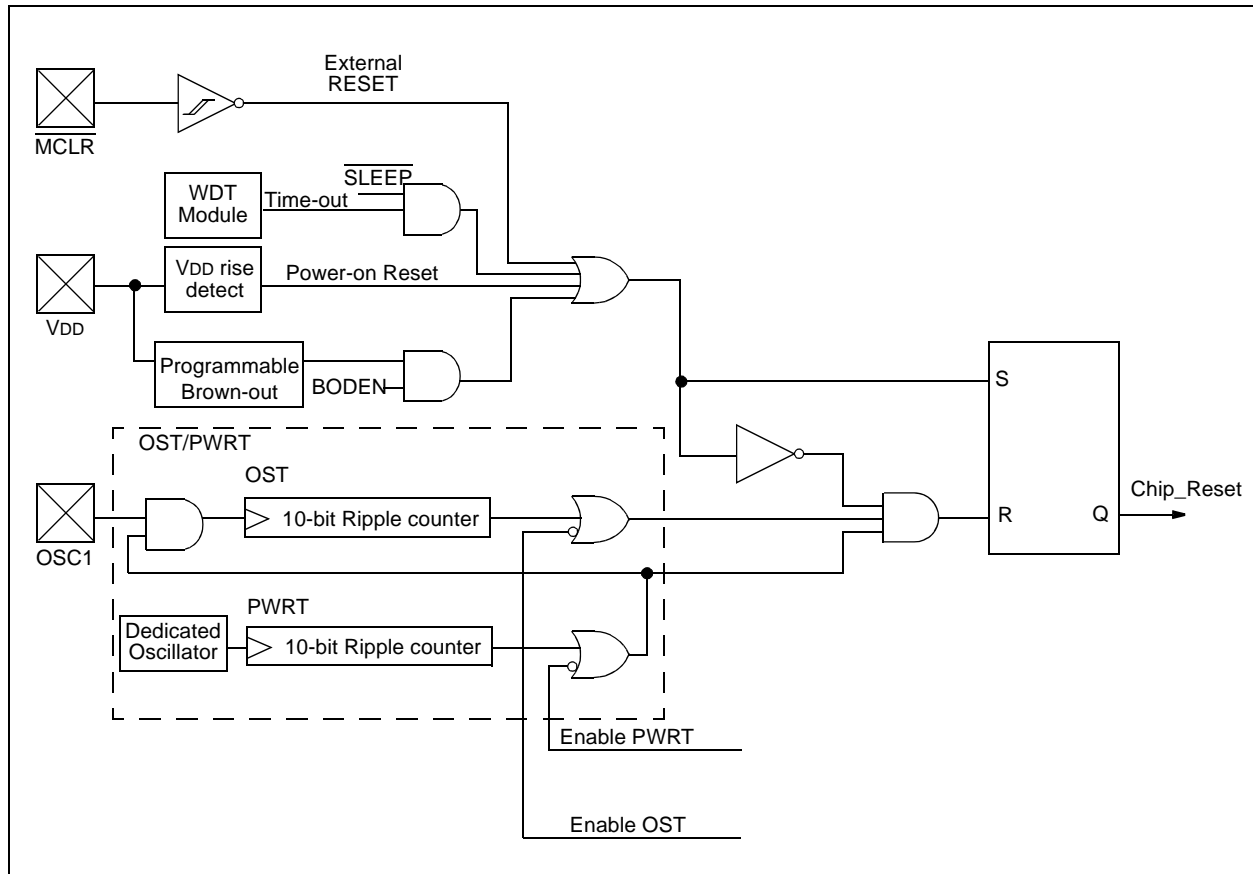 External
RESET
MCLR
SLEEP
WDT
Module
Time-out
VDD rise
detect
Power-on Reset
VDD
Programmable
Brown-out
BODEN
S
OST/PWRT
OST
10-bit Ripple counter
OSC1
Chip_Reset
R
Q
PWRT
Dedicated
Oscillator
10-bit Ripple counter
Enable PWRT
Enable OST